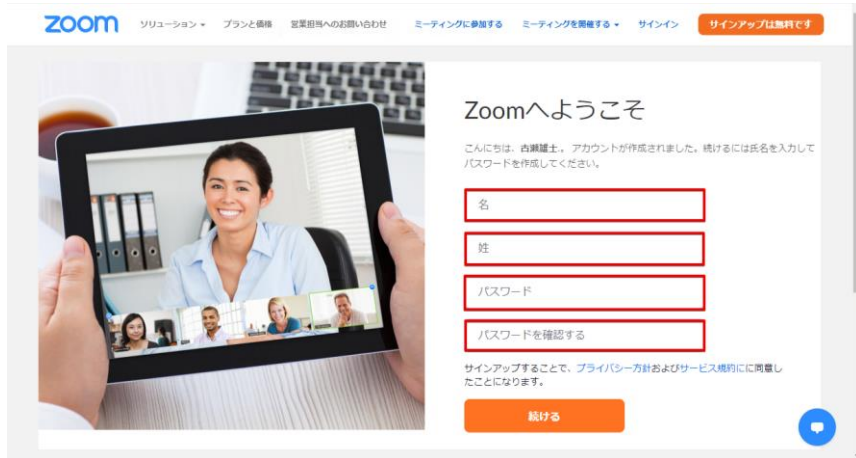 zoom ソリューション プランと価格 営業担当へのお問い合わせ ミーティングに参加する ミーティングを開催する サインイン サインアップは無料です
Zoomへようこそ
こんにちは、古瀬雄士.。アカウントが作成されました。続けるには氏名を入力して
パスワードを作成してください。
名
姓
パスワード
パスワードを確認する
サインアップすることで、プライバシー方針およびサービス規約にに同意し
たことになります。
続ける